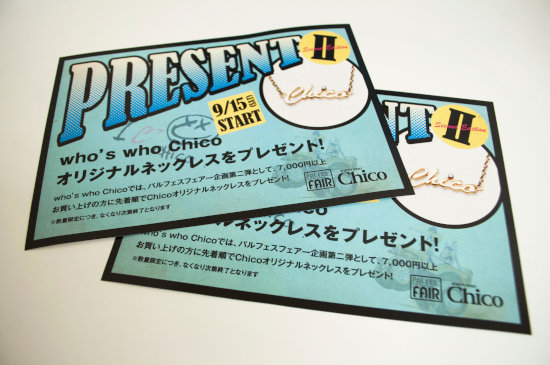 PRESENT II
Second Edition
Chico
9/15
START
who's who Chico
オリジナルネックレスをプレゼント!
who's who Chicoでは、パルフェスフェアー企画第二弾として、7,000円以上
お買い上げの方に先着順でChicoオリジナルネックレスをプレゼント!
※数量限定につき、なくなり次第終了となります
FAIR
Chico
NT II
Second Edition
Chico
Chico
ネックレスをプレゼント!
who's who Chicoでは、パルフェスフェアー企画第二弾として、7,000円以上
お買い上げの方に先着順でChicoオリジナルネックレスをプレゼント!
※数量限定につき、なくなり次第終了となります
FAIR
Chico